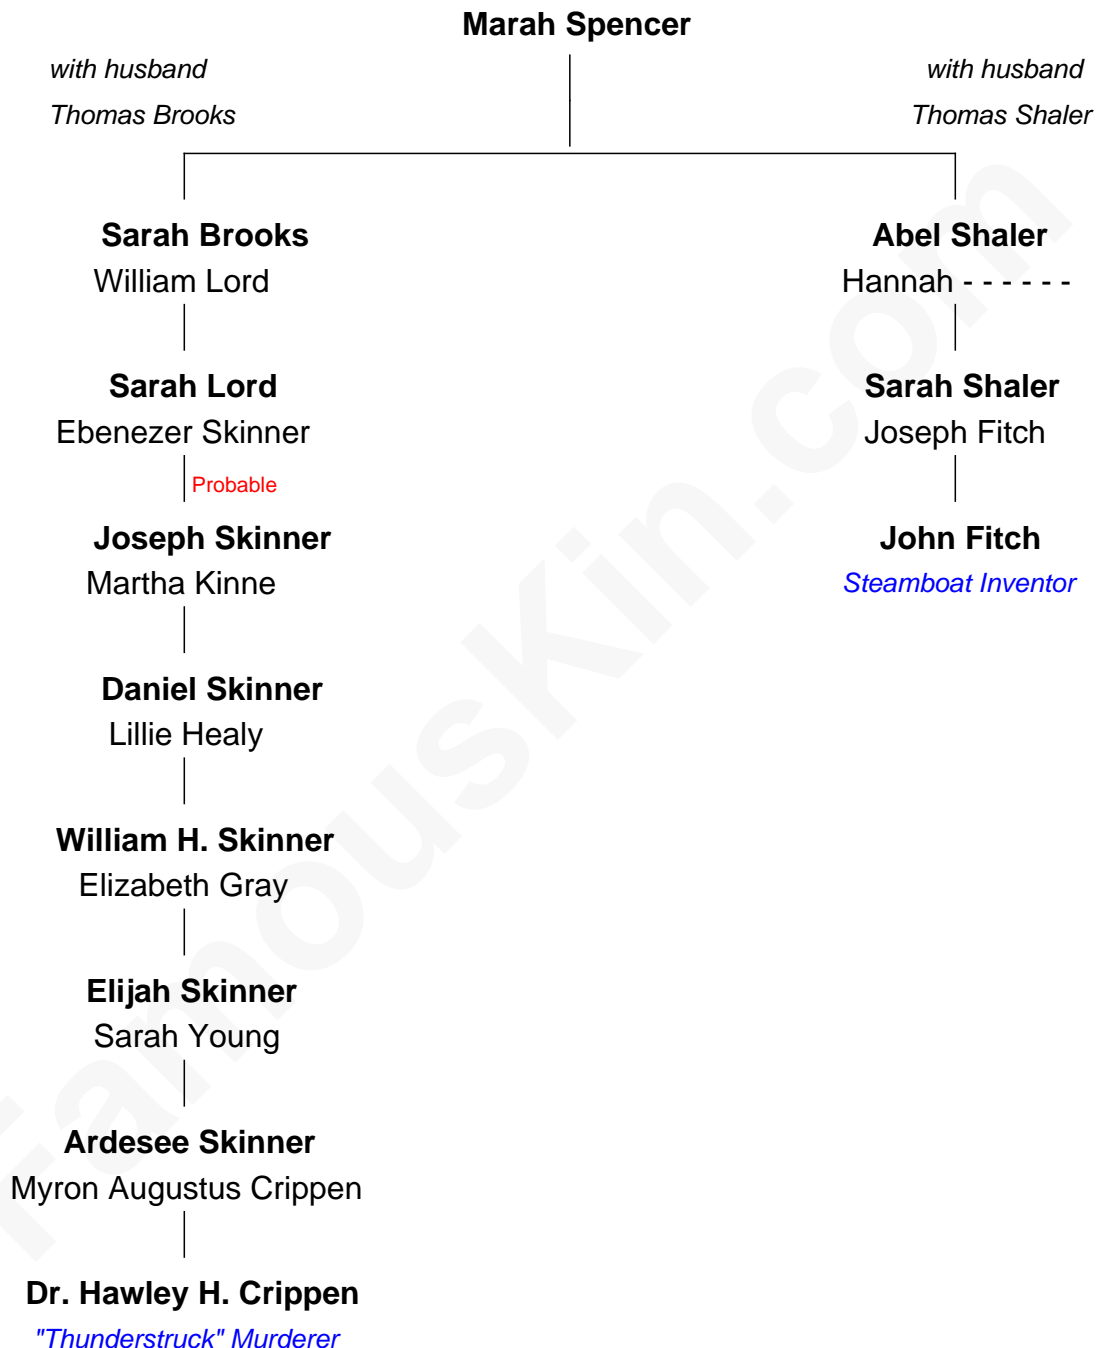 Marah Spencer
with husband
Thomas Brooks
with husband
Thomas Shaler
Sarah Brooks
William Lord
Abel Shaler
Hannah - - - - - -
Sarah Lord
Ebenezer Skinner
Sarah Shaler
Joseph Fitch
Probable
Joseph Skinner
Martha Kinne
John Fitch
Steamboat Inventor
Daniel Skinner
Lillie Healy
William H. Skinner
Elizabeth Gray
Elijah Skinner
Sarah Young
Ardesee Skinner
Myron Augustus Crippen
Dr. Hawley H. Crippen
"Thunderstruck" Murderer
FamousKin.com